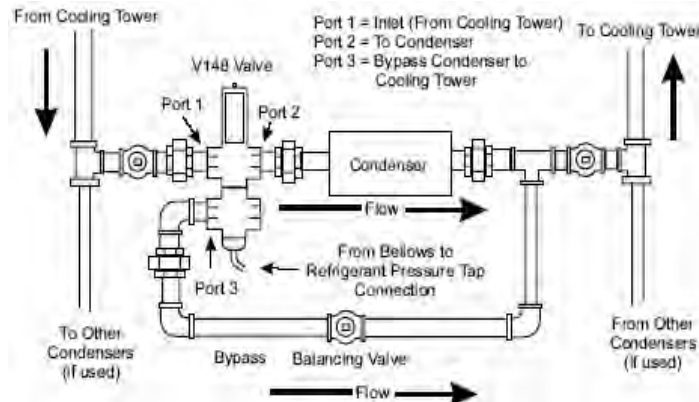 From Cooling Tower
Port 1 = Inlet (From Cooling Tower)
Port 2 = To Condenser
Port 3 = Bypass Condenser to
Cooling Tower
To Cooling Tower
V148 Valve
Port 1
Port 2
Condenser
Flow
From Bellows to
Refrigerant Pressure Tap
Connection
Port 3
To Other
Condensers
(if used)
Bypass
Balancing Valve
From Other
Condensers
(if used)
Flow